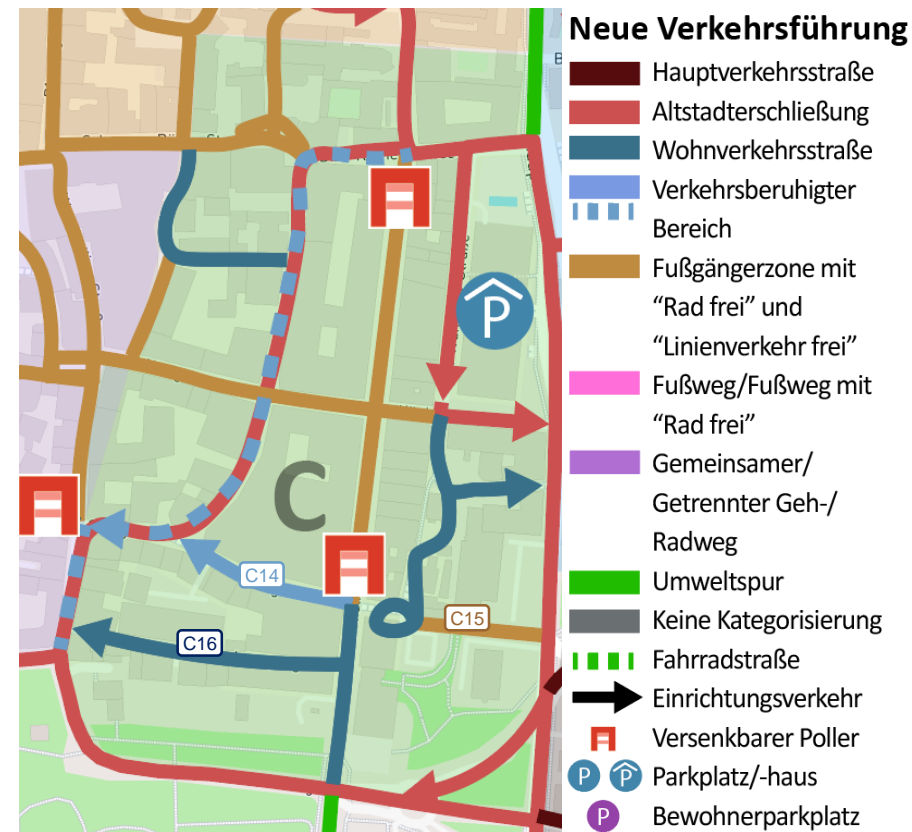 Neue Verkehrsführung
Hauptverkehrsstraße
Altstadterschließung
Wohnverkehrsstraße
Verkehrsberuhigter
Bereich
Fußgängerzone mit
“Rad frei” und
“Linienverkehr frei”
Fußweg/Fußweg mit
“Rad frei”
Gemeinsamer/
Getrennter Geh-/
Radweg
Umweltspur
Keine Kategorisierung
Fahrradstraße
Einrichtungsverkehr
Versenkbarer Poller
P P Parkplatz/-haus
P Bewohnerparkplatz
P
C
C14
C15
C16